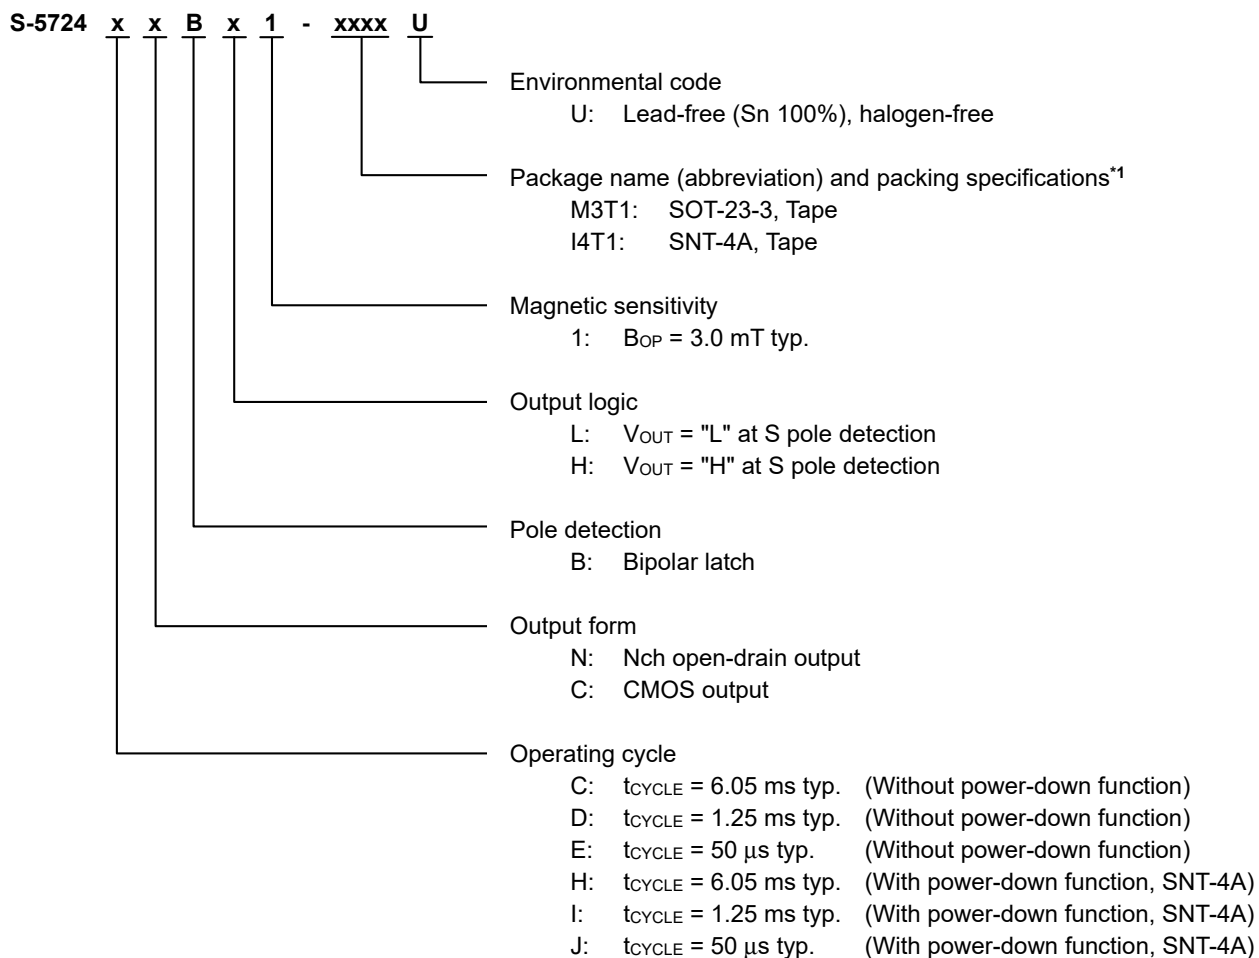 S-5724 x x B x 1 - xxxx U
Environmental code
U: Lead-free (Sn 100%), halogen-free
Package name (abbreviation) and packing specifications*1
M3T1: SOT-23-3, Tape
I4T1: SNT-4A, Tape
Magnetic sensitivity
1: BOP = 3.0 mT typ.
Output logic
L: VOUT = "L" at S pole detection
H: VOUT = "H" at S pole detection
Pole detection
B: Bipolar latch
Output form
N: Nch open-drain output
C: CMOS output
Operating cycle
C: tCYCLE = 6.05 ms typ. (Without power-down function)
D: tCYCLE = 1.25 ms typ. (Without power-down function)
E: tCYCLE = 50 μs typ. (Without power-down function)
H: tCYCLE = 6.05 ms typ. (With power-down function, SNT-4A)
I: tCYCLE = 1.25 ms typ. (With power-down function, SNT-4A)
J: tCYCLE = 50 μs typ. (With power-down function, SNT-4A)